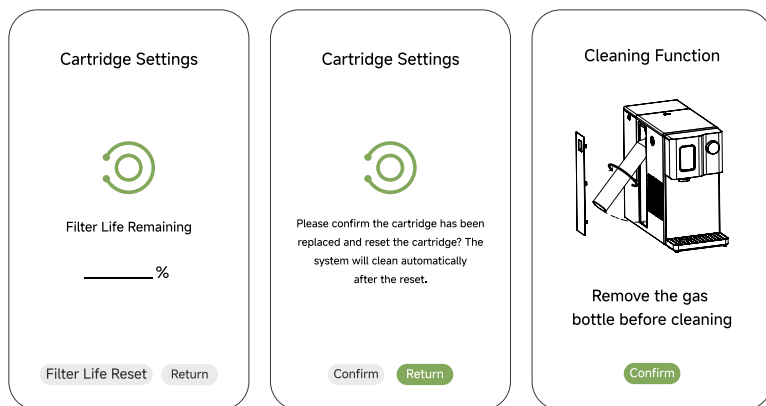 Cartridge Settings
Filter Life Remaining
_______%
Filter Life Reset
Return
Cartridge Settings
Please confirm the cartridge has been
replaced and reset the cartridge? The
system will clean automatically
after the reset.
Confirm
Return
Cleaning Function
Remove the gas
bottle before cleaning
Confirm